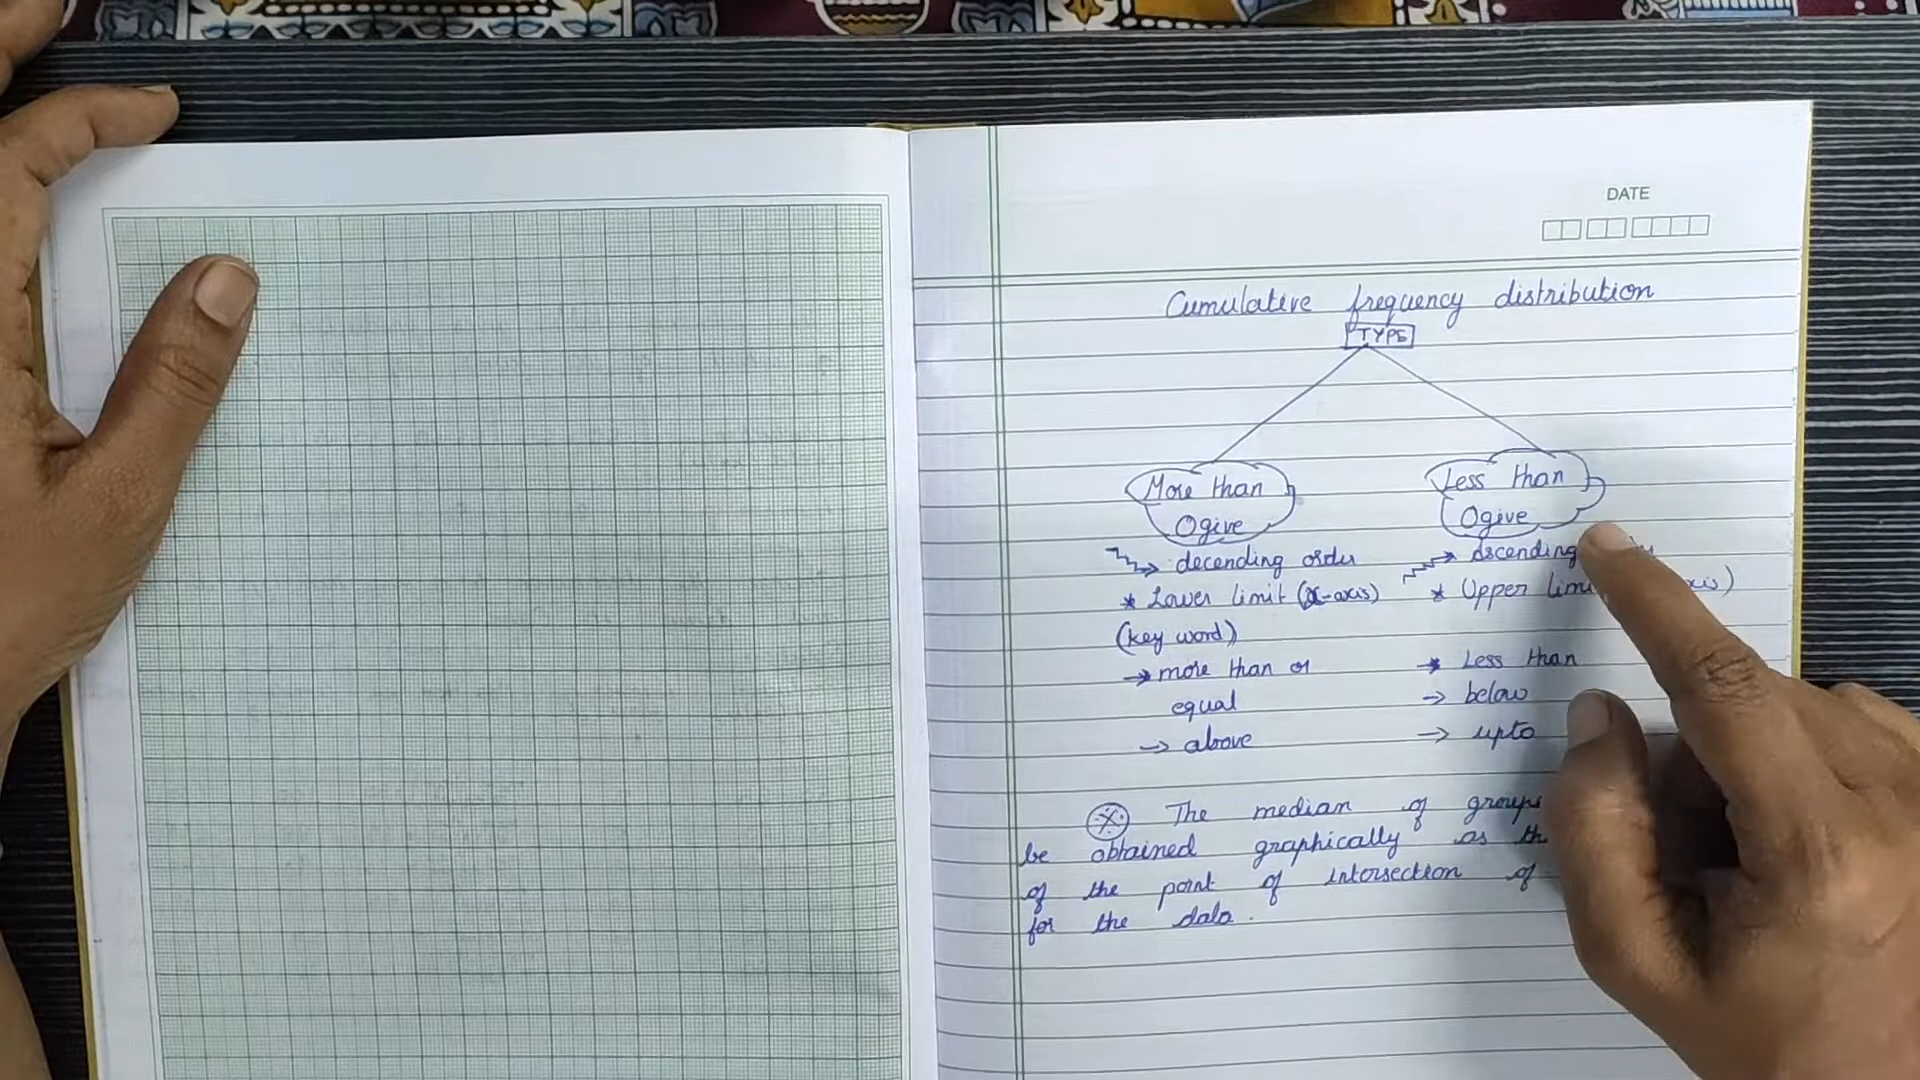 DATE
Cumulative frequency distribution
TYPE
More than
Ogive
decending order
* Lower limit (x-axis)
(key word)
→ more than or
equal
→ above
Less than
Ogive
ascending
* Upper
→ Less than
→ below
→ upto
The median of
be obtained graphically as
of the point of intersection of
for the data.